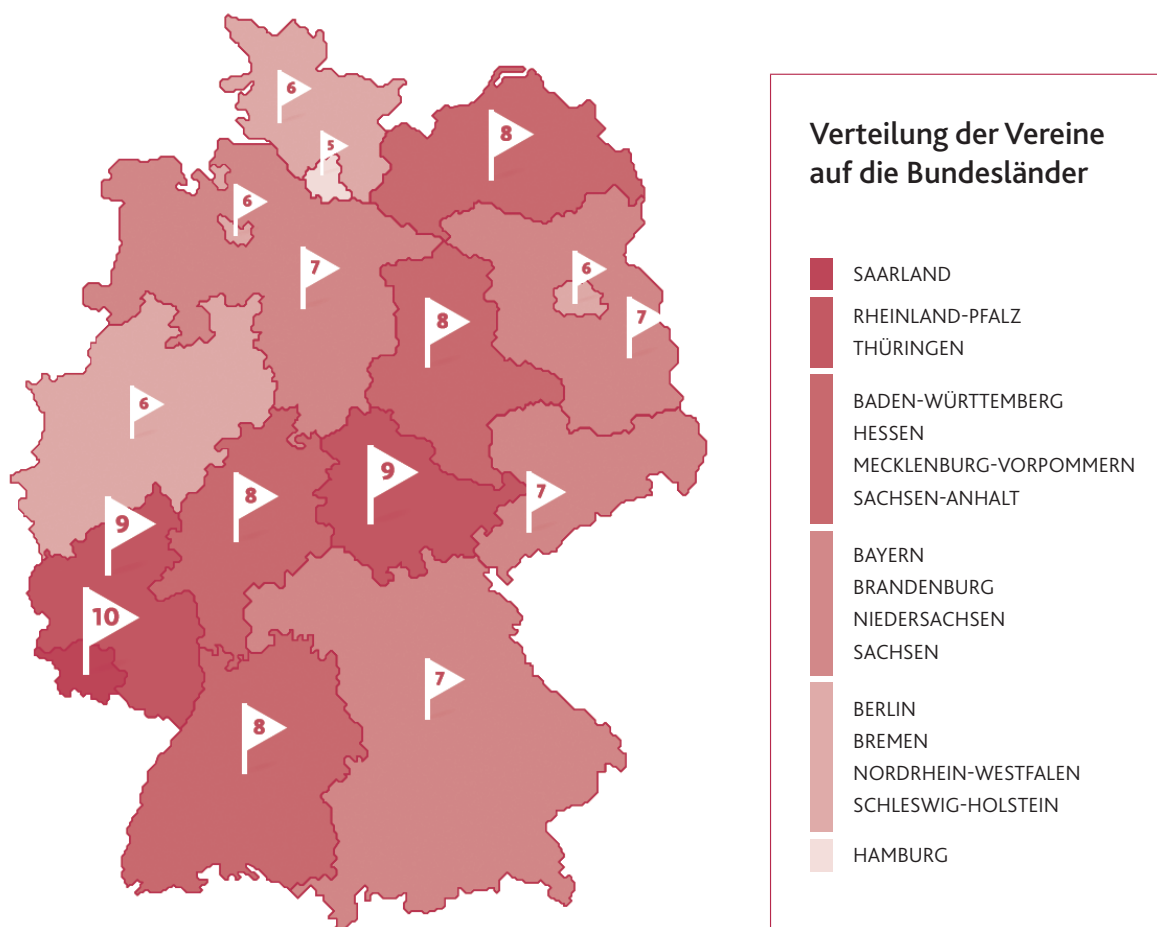 6
5
8
6
7
6
8
7
6
9
8
7
9
10
7
8
Verteilung der Vereine
auf die Bundesländer
SAARLAND
RHEINLAND-PFALZ
THÜRINGEN
BADEN-WÜRTTEMBERG
HESSEN
MECKLENBURG-VORPOMMERN
SACHSEN-ANHALT
BAYERN
BRANDENBURG
NIEDERSACHSEN
SACHSEN
BERLIN
BREMEN
NORDRHEIN-WESTFALEN
SCHLESWIG-HOLSTEIN
HAMBURG